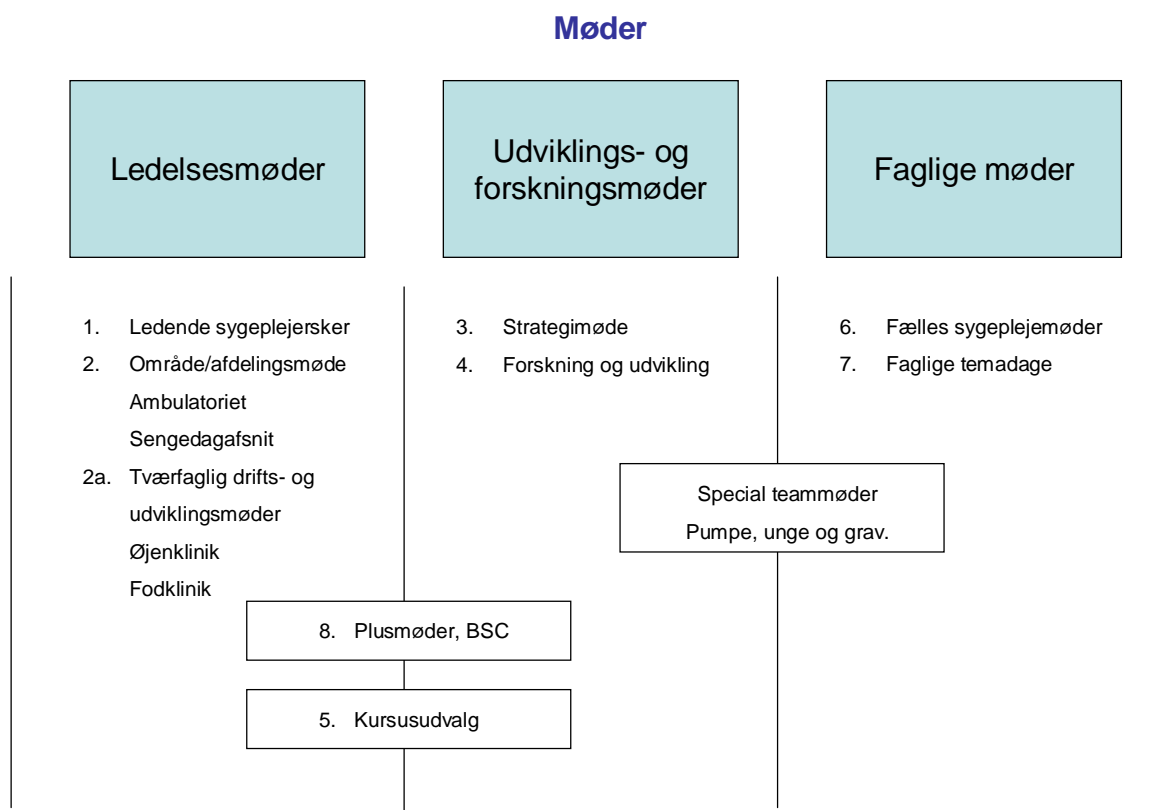 Møder
Ledelsesmøder
Udviklings- og
forskningsmøder
Faglige møder
1. Ledende sygeplejersker
2. Område/afdelingsmøde
Ambulatoriet
Sengedagafsnit
2a. Tværfaglig drifts- og
udviklingsmøder
Øjenklinik
Fodklinik
3. Strategimøde
4. Forskning og udvikling
6. Fælles sygeplejemøder
7. Faglige temadage
Special teammøder
Pumpe, unge og grav.
8. Plusmøder, BSC
5. Kursusudvalg